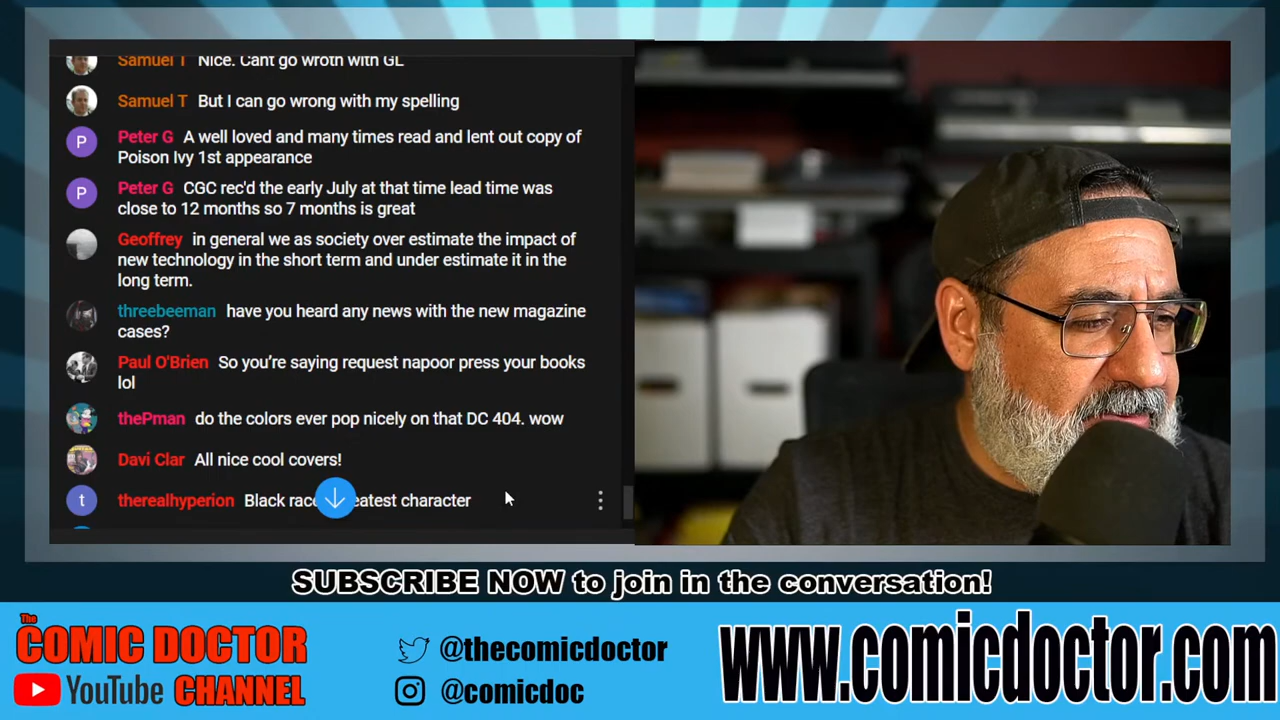 Samuel T Nice. Cant go wroth with GL
Samuel T But I can go wrong with my spelling
P Peter G A well loved and many times read and lent out copy of
Poison Ivy 1st appearance
P Peter G CGC rec'd the early July at that time lead time was
close to 12 months so 7 months is great
Geoffrey in general we as society over estimate the impact of
new technology in the short term and under estimate it in the
long term.
threebeeman have you heard any news with the new magazine
cases?
Paul O'Brien So you're saying request napoor press your books
lol
thePman do the colors ever pop nicely on that DC 404. wow
Davi Clar All nice cool covers!
t therealhyperion Black character
SUBSCRIBE NOW to join in the conversation!
The
COMIC DOCTOR
YouTube CHANNEL
@thecomicdoctor
@comicdoc
www.comicdoctor.com